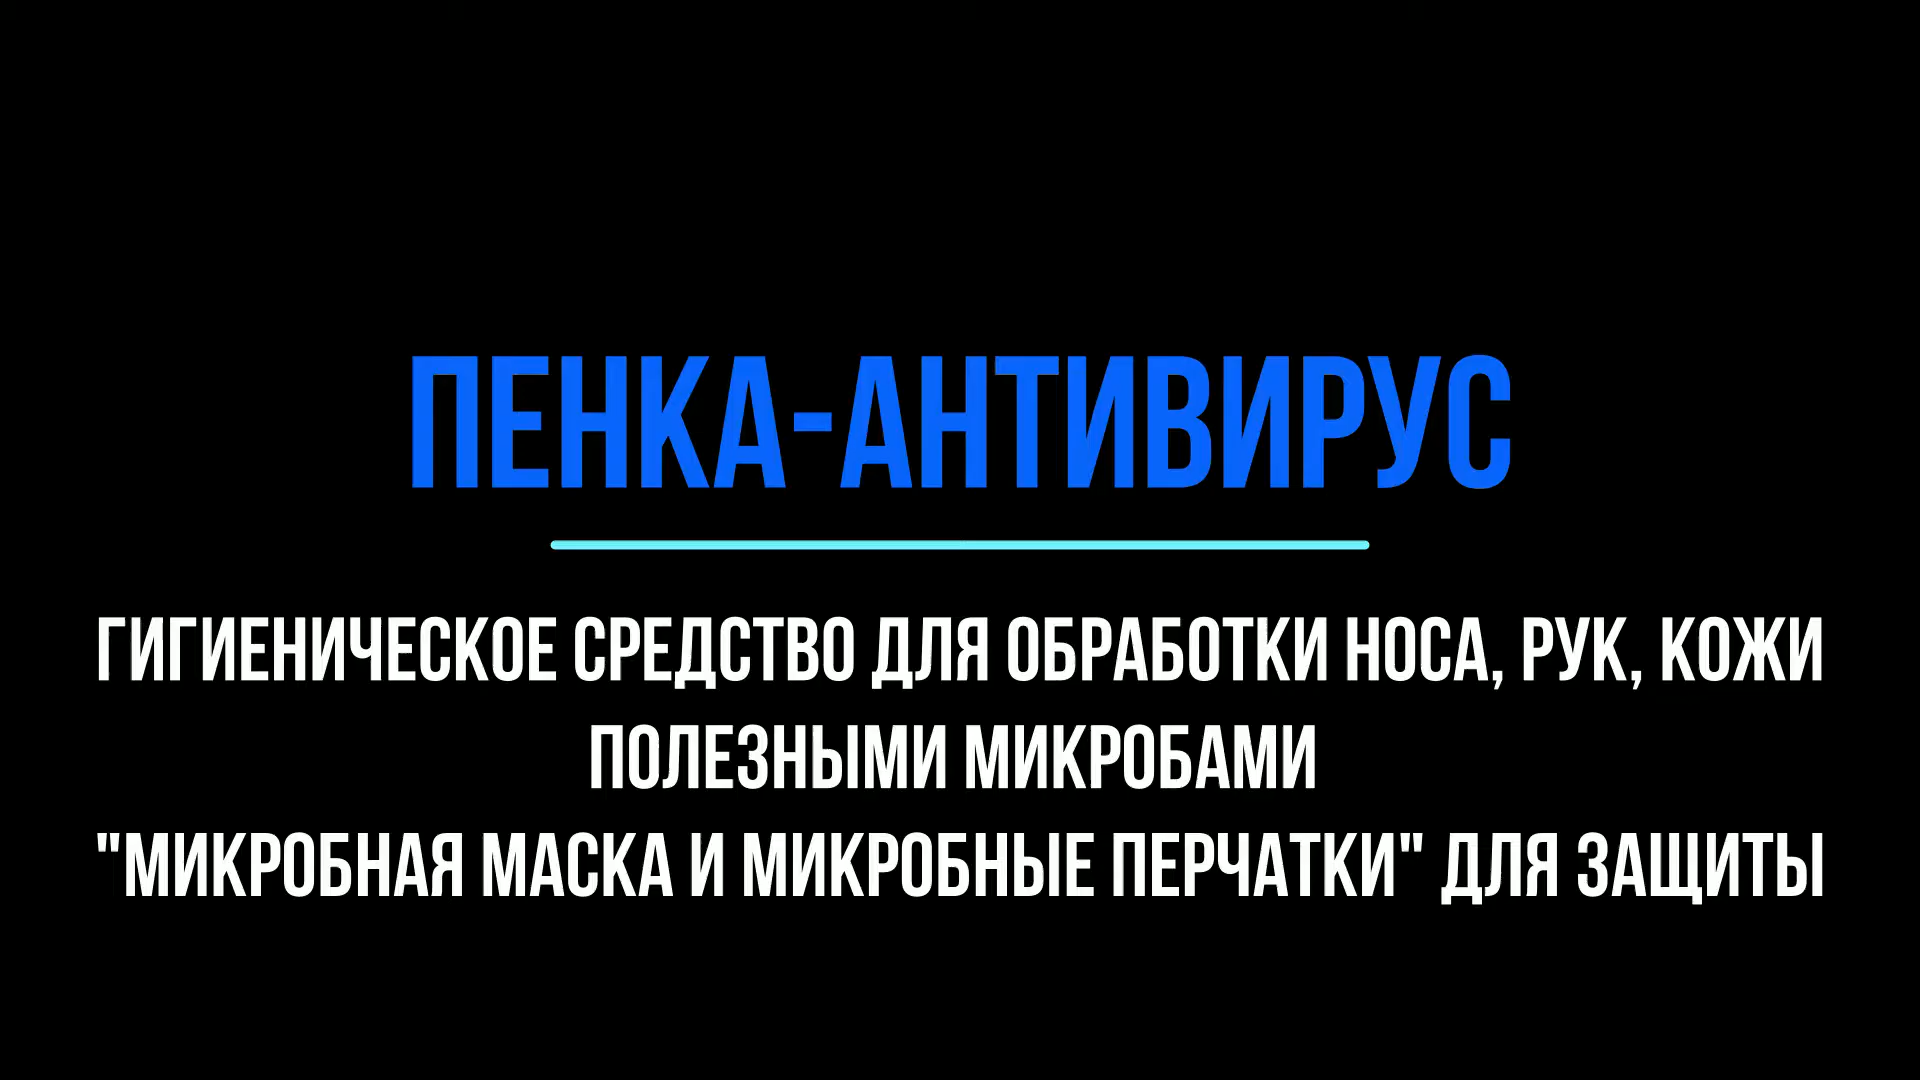 ПЕНКА-АНТИВИРУС
ГИГИЕНИЧЕСКОЕ СРЕДСТВО ДЛЯ ОБРАБОТКИ НОСА, РУК, КОЖИ
ПОЛЕЗНЫМИ МИКРОБАМИ
"МИКРОБНАЯ МАСКА И МИКРОБНЫЕ ПЕРЧАТКИ" ДЛЯ ЗАЩИТЫ